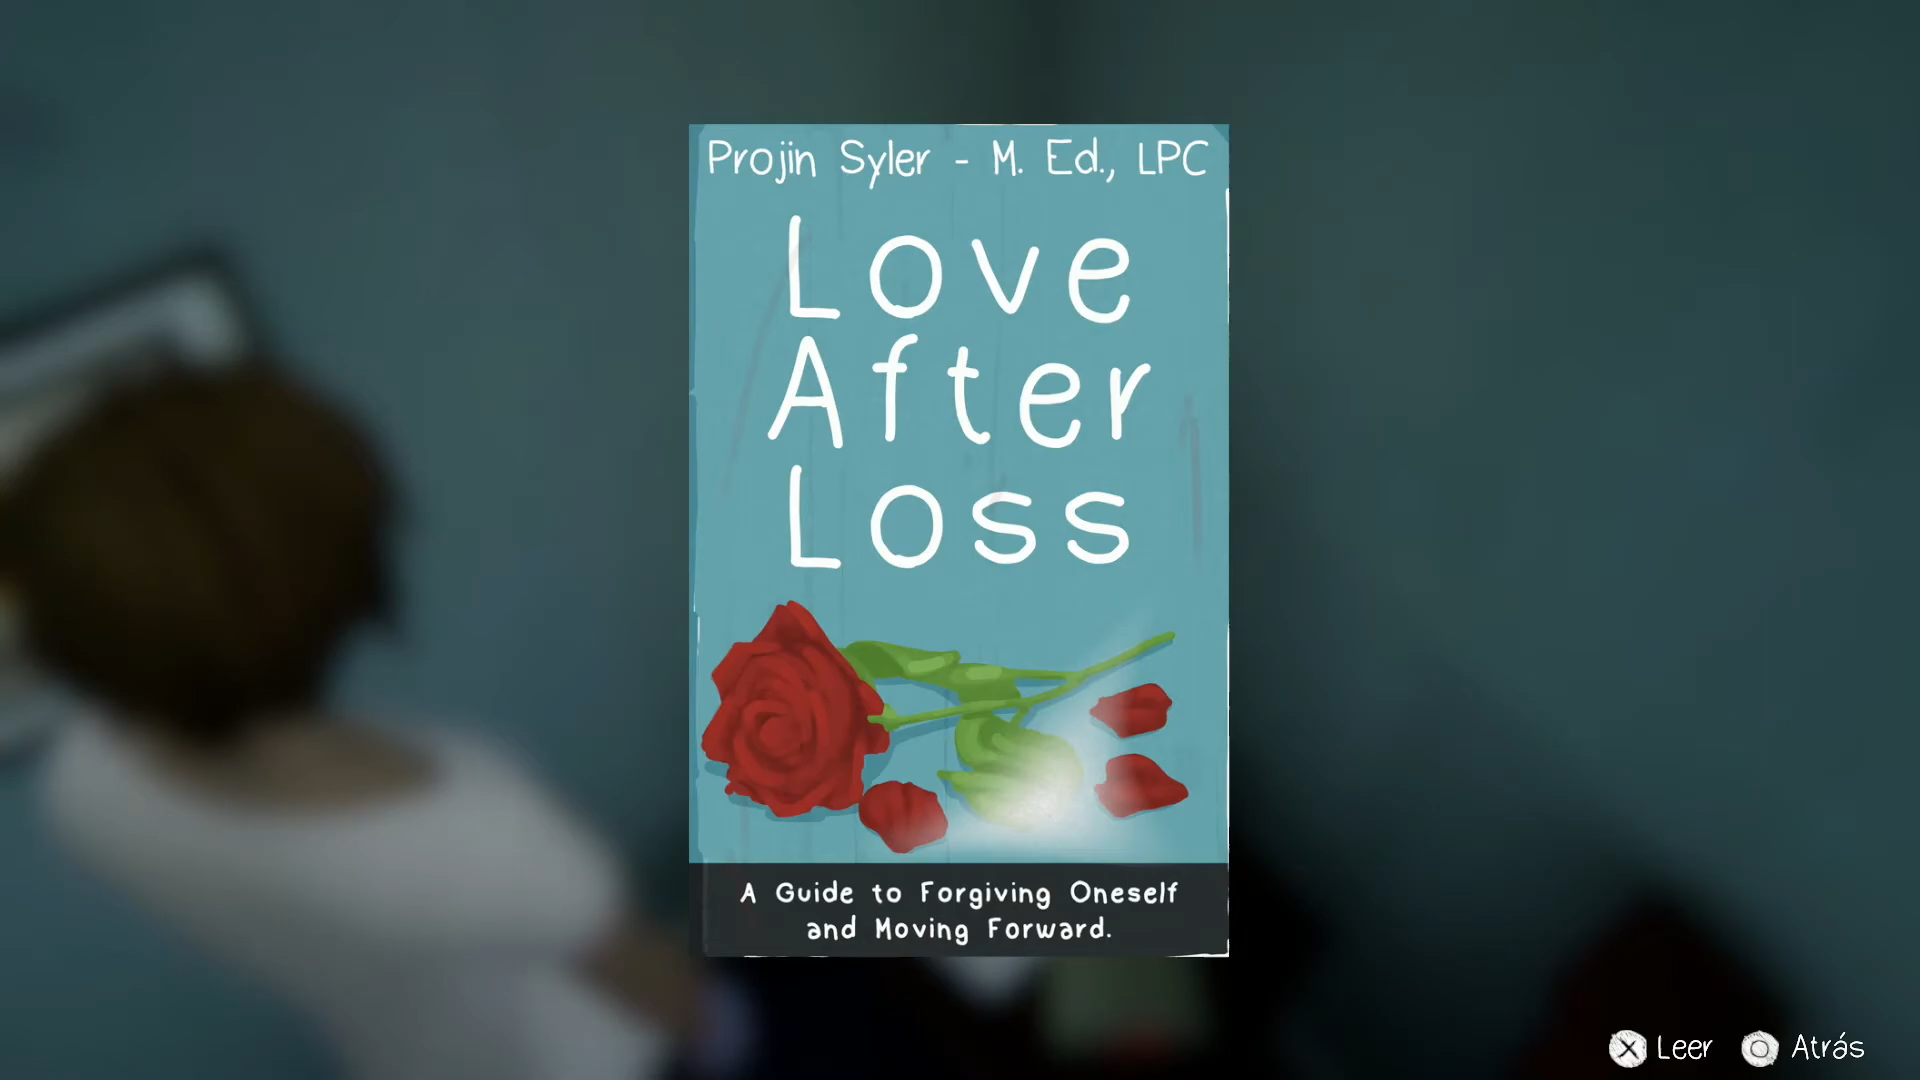 Projin Syler - M. Ed., LPC
Love
After
Loss
A Guide to Forgiving Oneself
and Moving Forward.
Leer Atrás